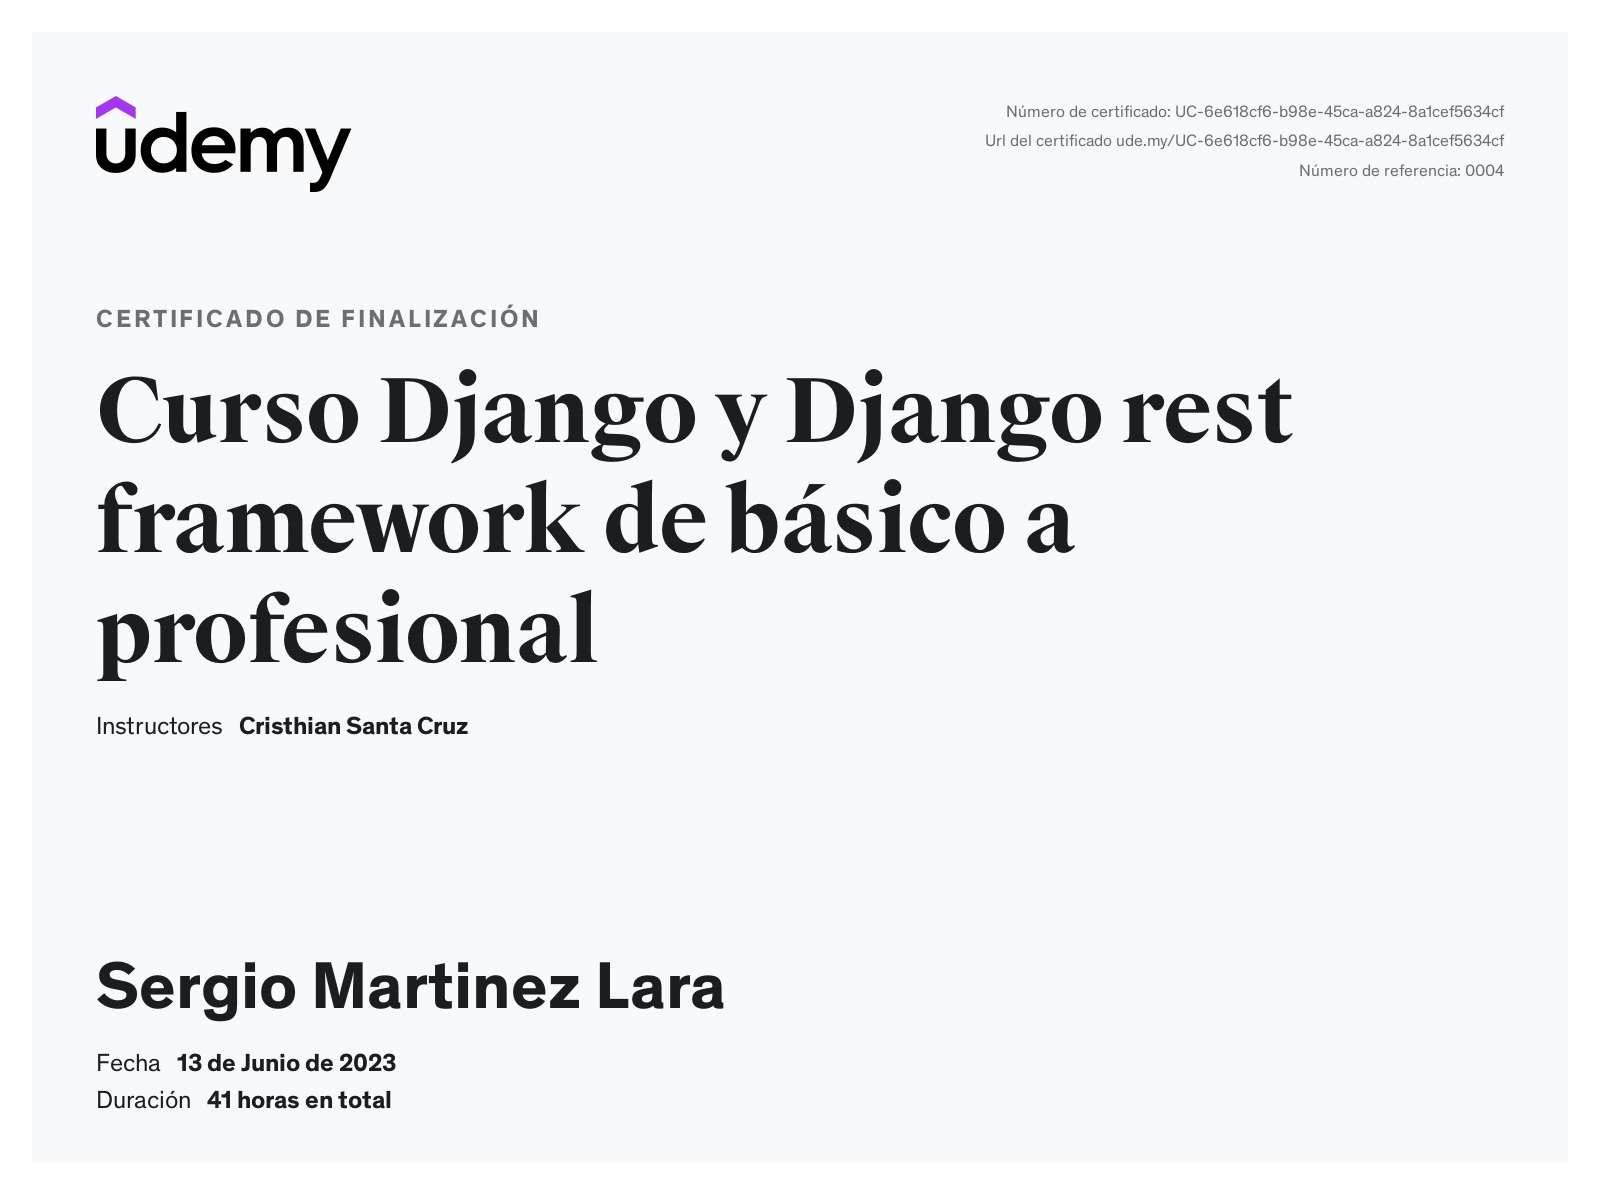 udemy
Número de certificado: UC-6e618cf6-b98e-45ca-a824-8a1cef5634cf
Url del certificado ude.my/UC-6e618cf6-b98e-45ca-a824-8a1cef5634cf
Número de referencia: 0004
CERTIFICADO DE FINALIZACIÓN
Curso Django y Django rest
framework de básico a
profesional
Instructores Cristhian Santa Cruz
Sergio Martinez Lara
Fecha 13 de Junio de 2023
Duración 41 horas en total